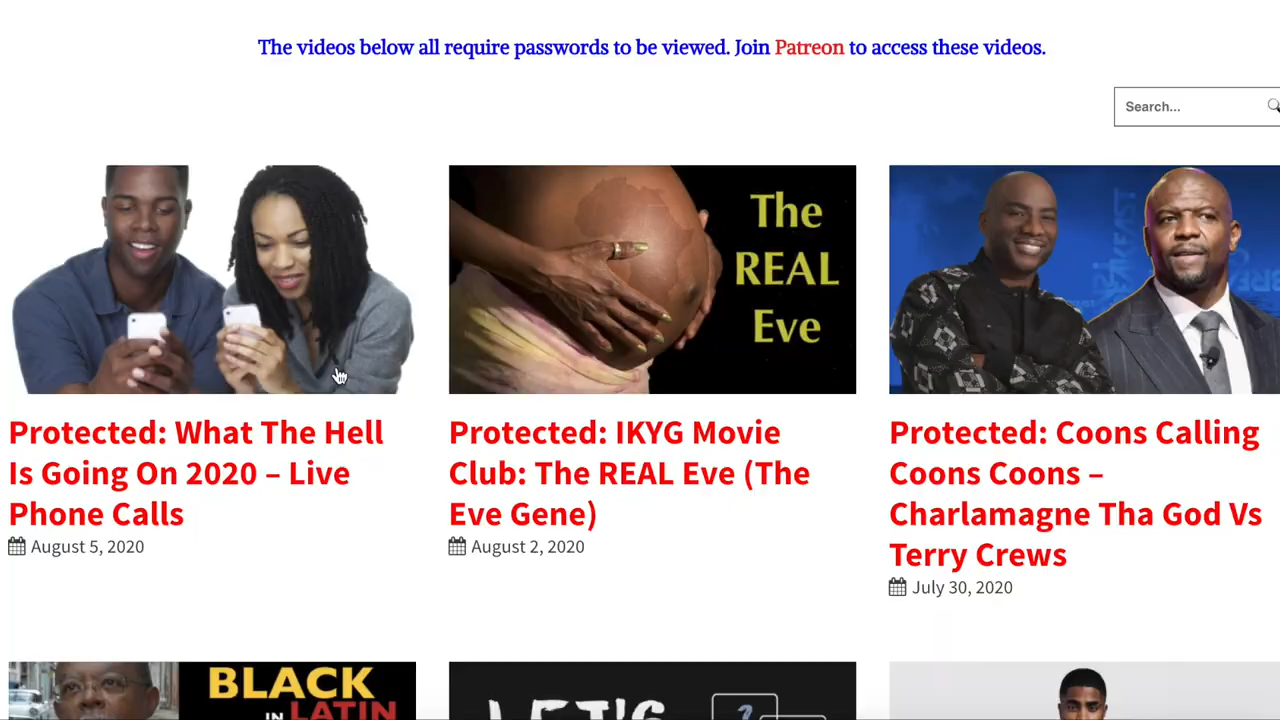 The videos below all require passwords to be viewed. Join Patreon to access these videos.
Search...
The
REAL
Eve
Protected: What The Hell
Is Going On 2020 – Live
Phone Calls
August 5, 2020
Protected: IKYG Movie
Club: The REAL Eve (The
Eve Gene)
August 2, 2020
Protected: Coons Calling
Coons Coons –
Charlamagne Tha God Vs
Terry Crews
July 30, 2020
BLACK
IN LATIN
LET'S
?